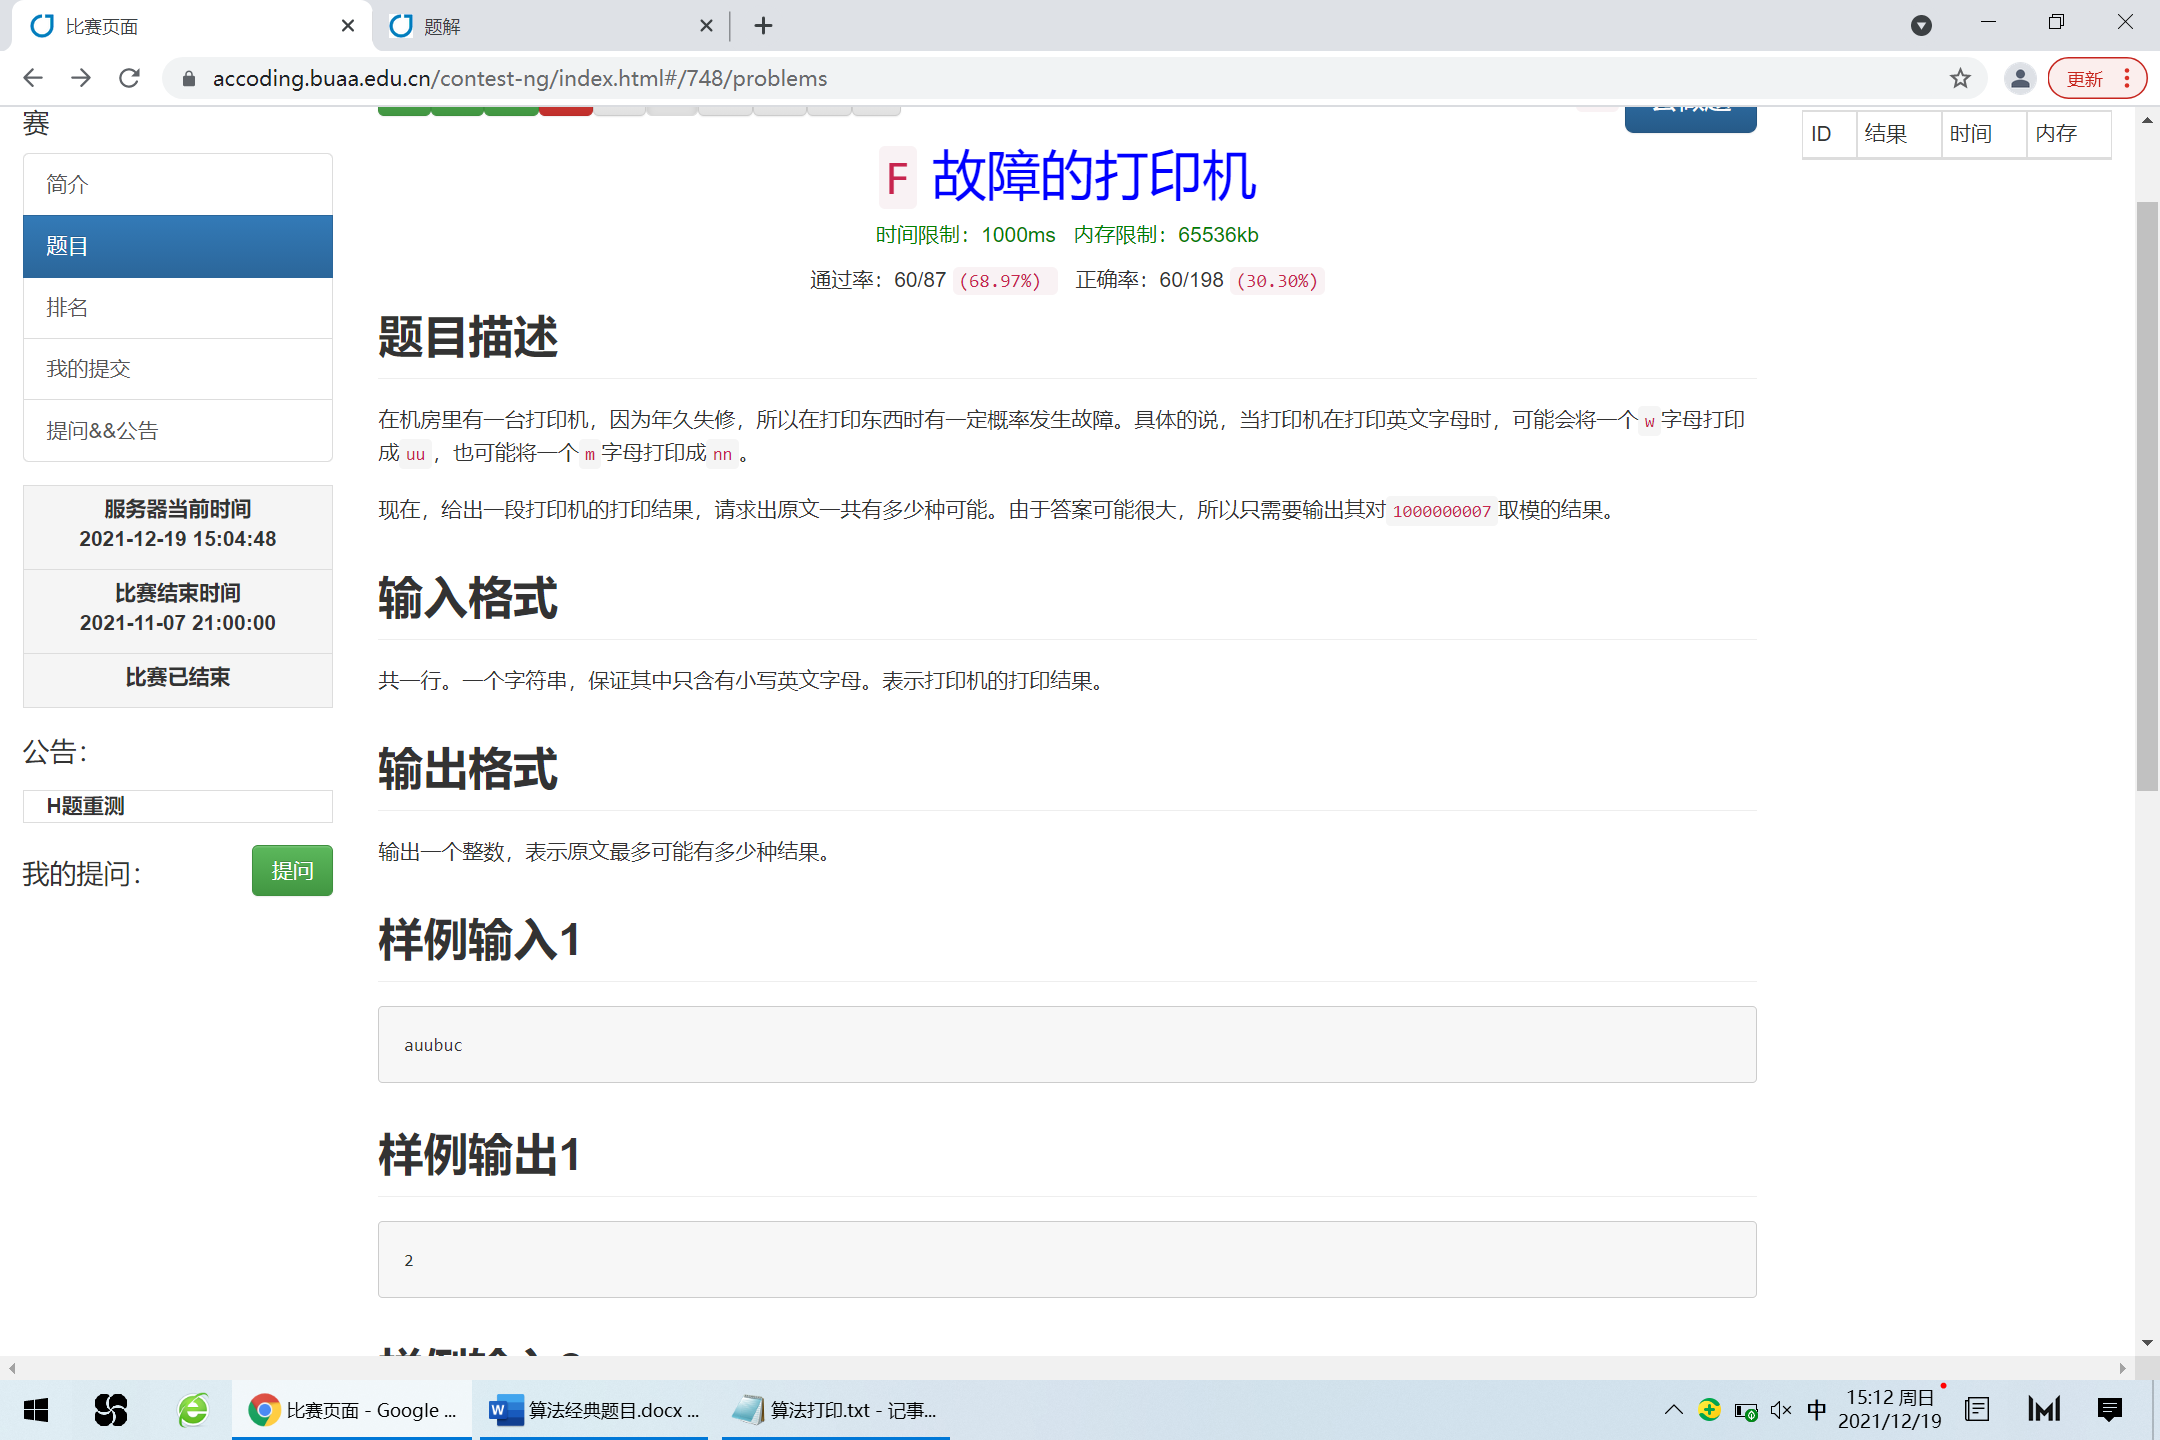 比赛页面
题解
accoding.buaa.edu.cn/contest-ng/index.html#/748/problems
更新
赛
简介
题目
排名
我的提交
提问&&公告
服务器当前时间
2021-12-19 15:04:48
比赛结束时间
2021-11-07 21:00:00
比赛已结束
公告：
H题重测
我的提问：
提问
F 故障的打印机
时间限制：1000ms 内存限制：65536kb
通过率：60/87 (68.97%) 正确率：60/198 (30.30%)
题目描述
在机房里有一台打印机，因为年久失修，所以在打印东西时有一定概率发生故障。具体的说，当打印机在打印英文字母时，可能会将一个 w 字母打印
成 uu ，也可能将一个 m 字母打印成 nn 。
现在，给出一段打印机的打印结果，请求出原文一共有多少种可能。由于答案可能很大，所以只需要输出其对 1000000007 取模的结果。
输入格式
共一行。一个字符串，保证其中只含有小写英文字母。表示打印机的打印结果。
输出格式
输出一个整数，表示原文最多可能有多少种结果。
样例输入1
auubuc
样例输出1
2
ID 结果 时间 内存
比赛页面 - Google ...
算法经典题目.docx ...
算法打印.txt - 记事...
中
15:12 周日
2021/12/19